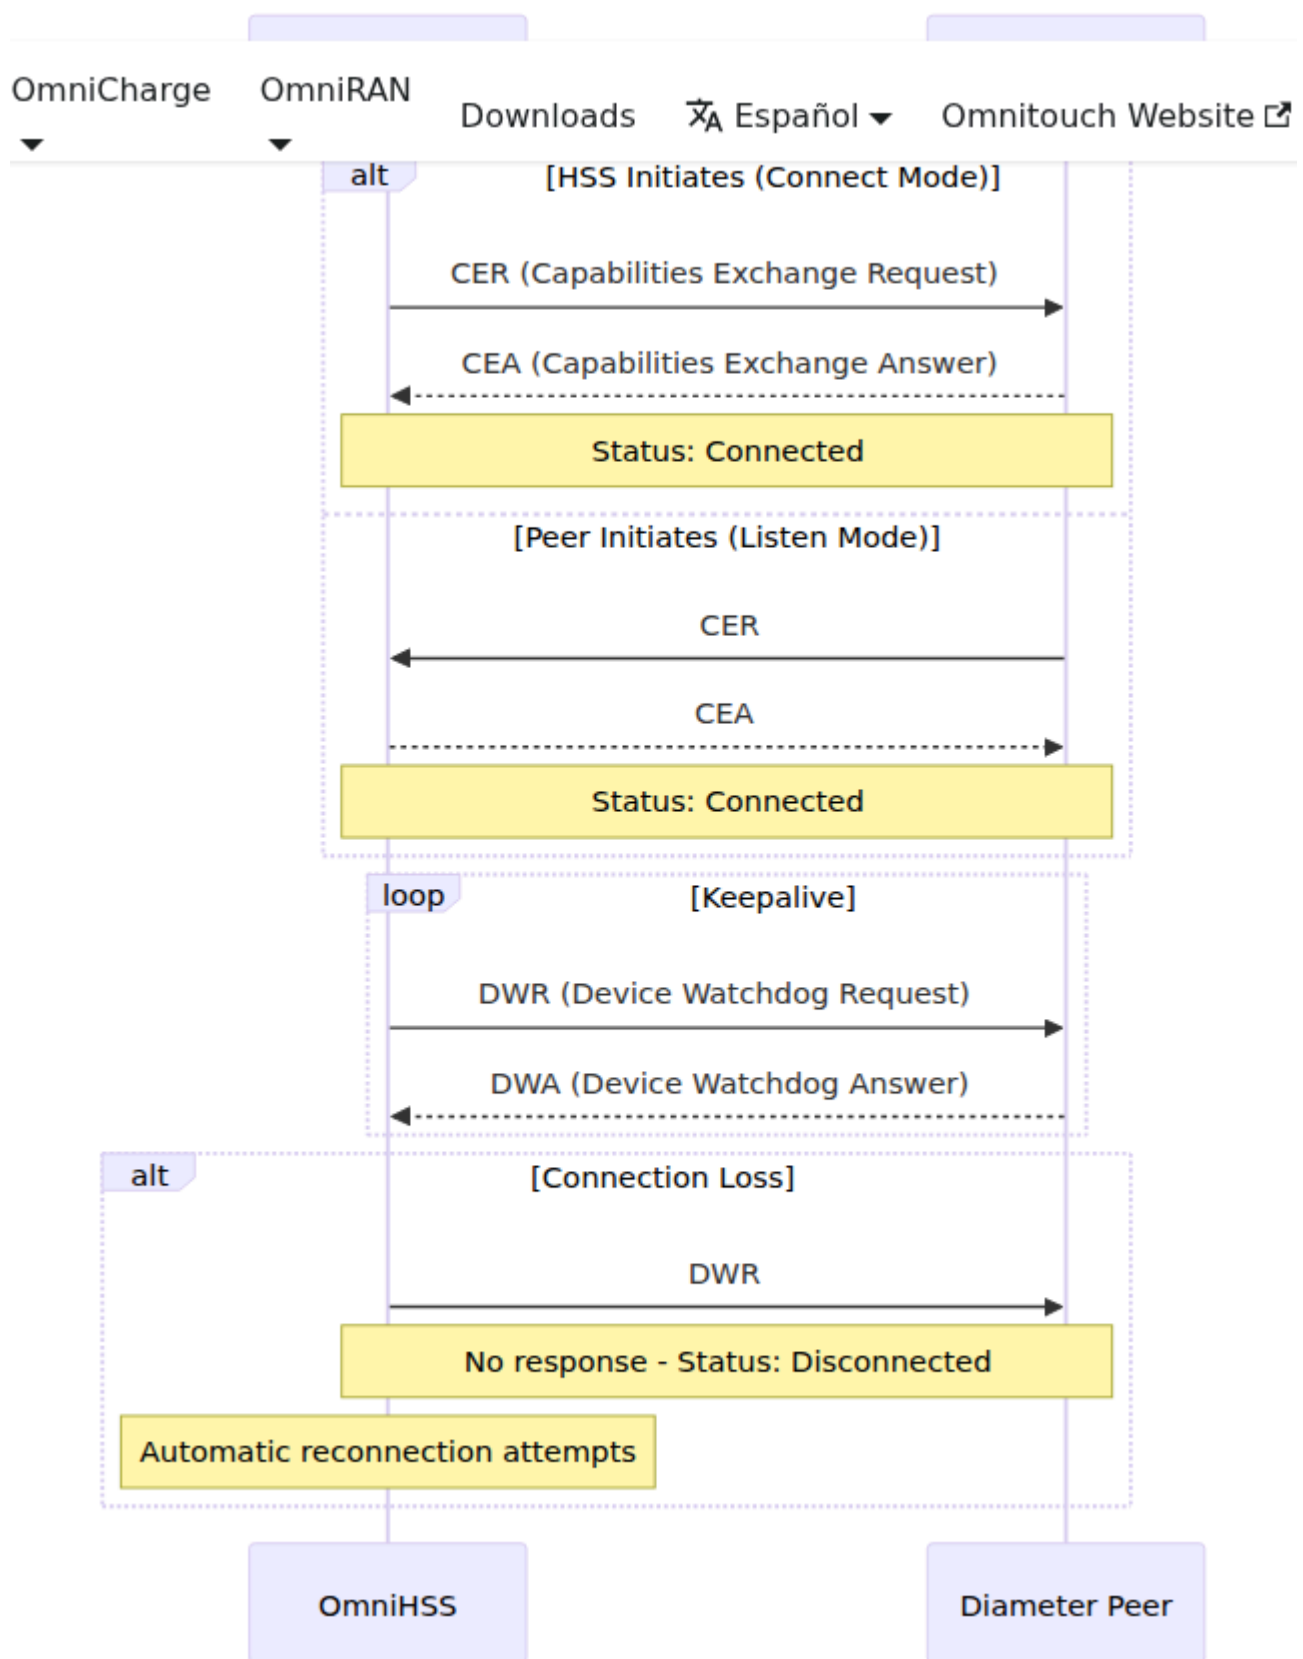 OmniCharge
OmniRAN
Downloads
Español
Omnitouch Website
alt
[HSS Initiates (Connect Mode)]
CER (Capabilities Exchange Request)
CEA (Capabilities Exchange Answer)
Status: Connected
[Peer Initiates (Listen Mode)]
CER
CEA
Status: Connected
loop
[Keepalive]
DWR (Device Watchdog Request)
DWA (Device Watchdog Answer)
alt
[Connection Loss]
DWR
No response - Status: Disconnected
Automatic reconnection attempts
OmniHSS
Diameter Peer